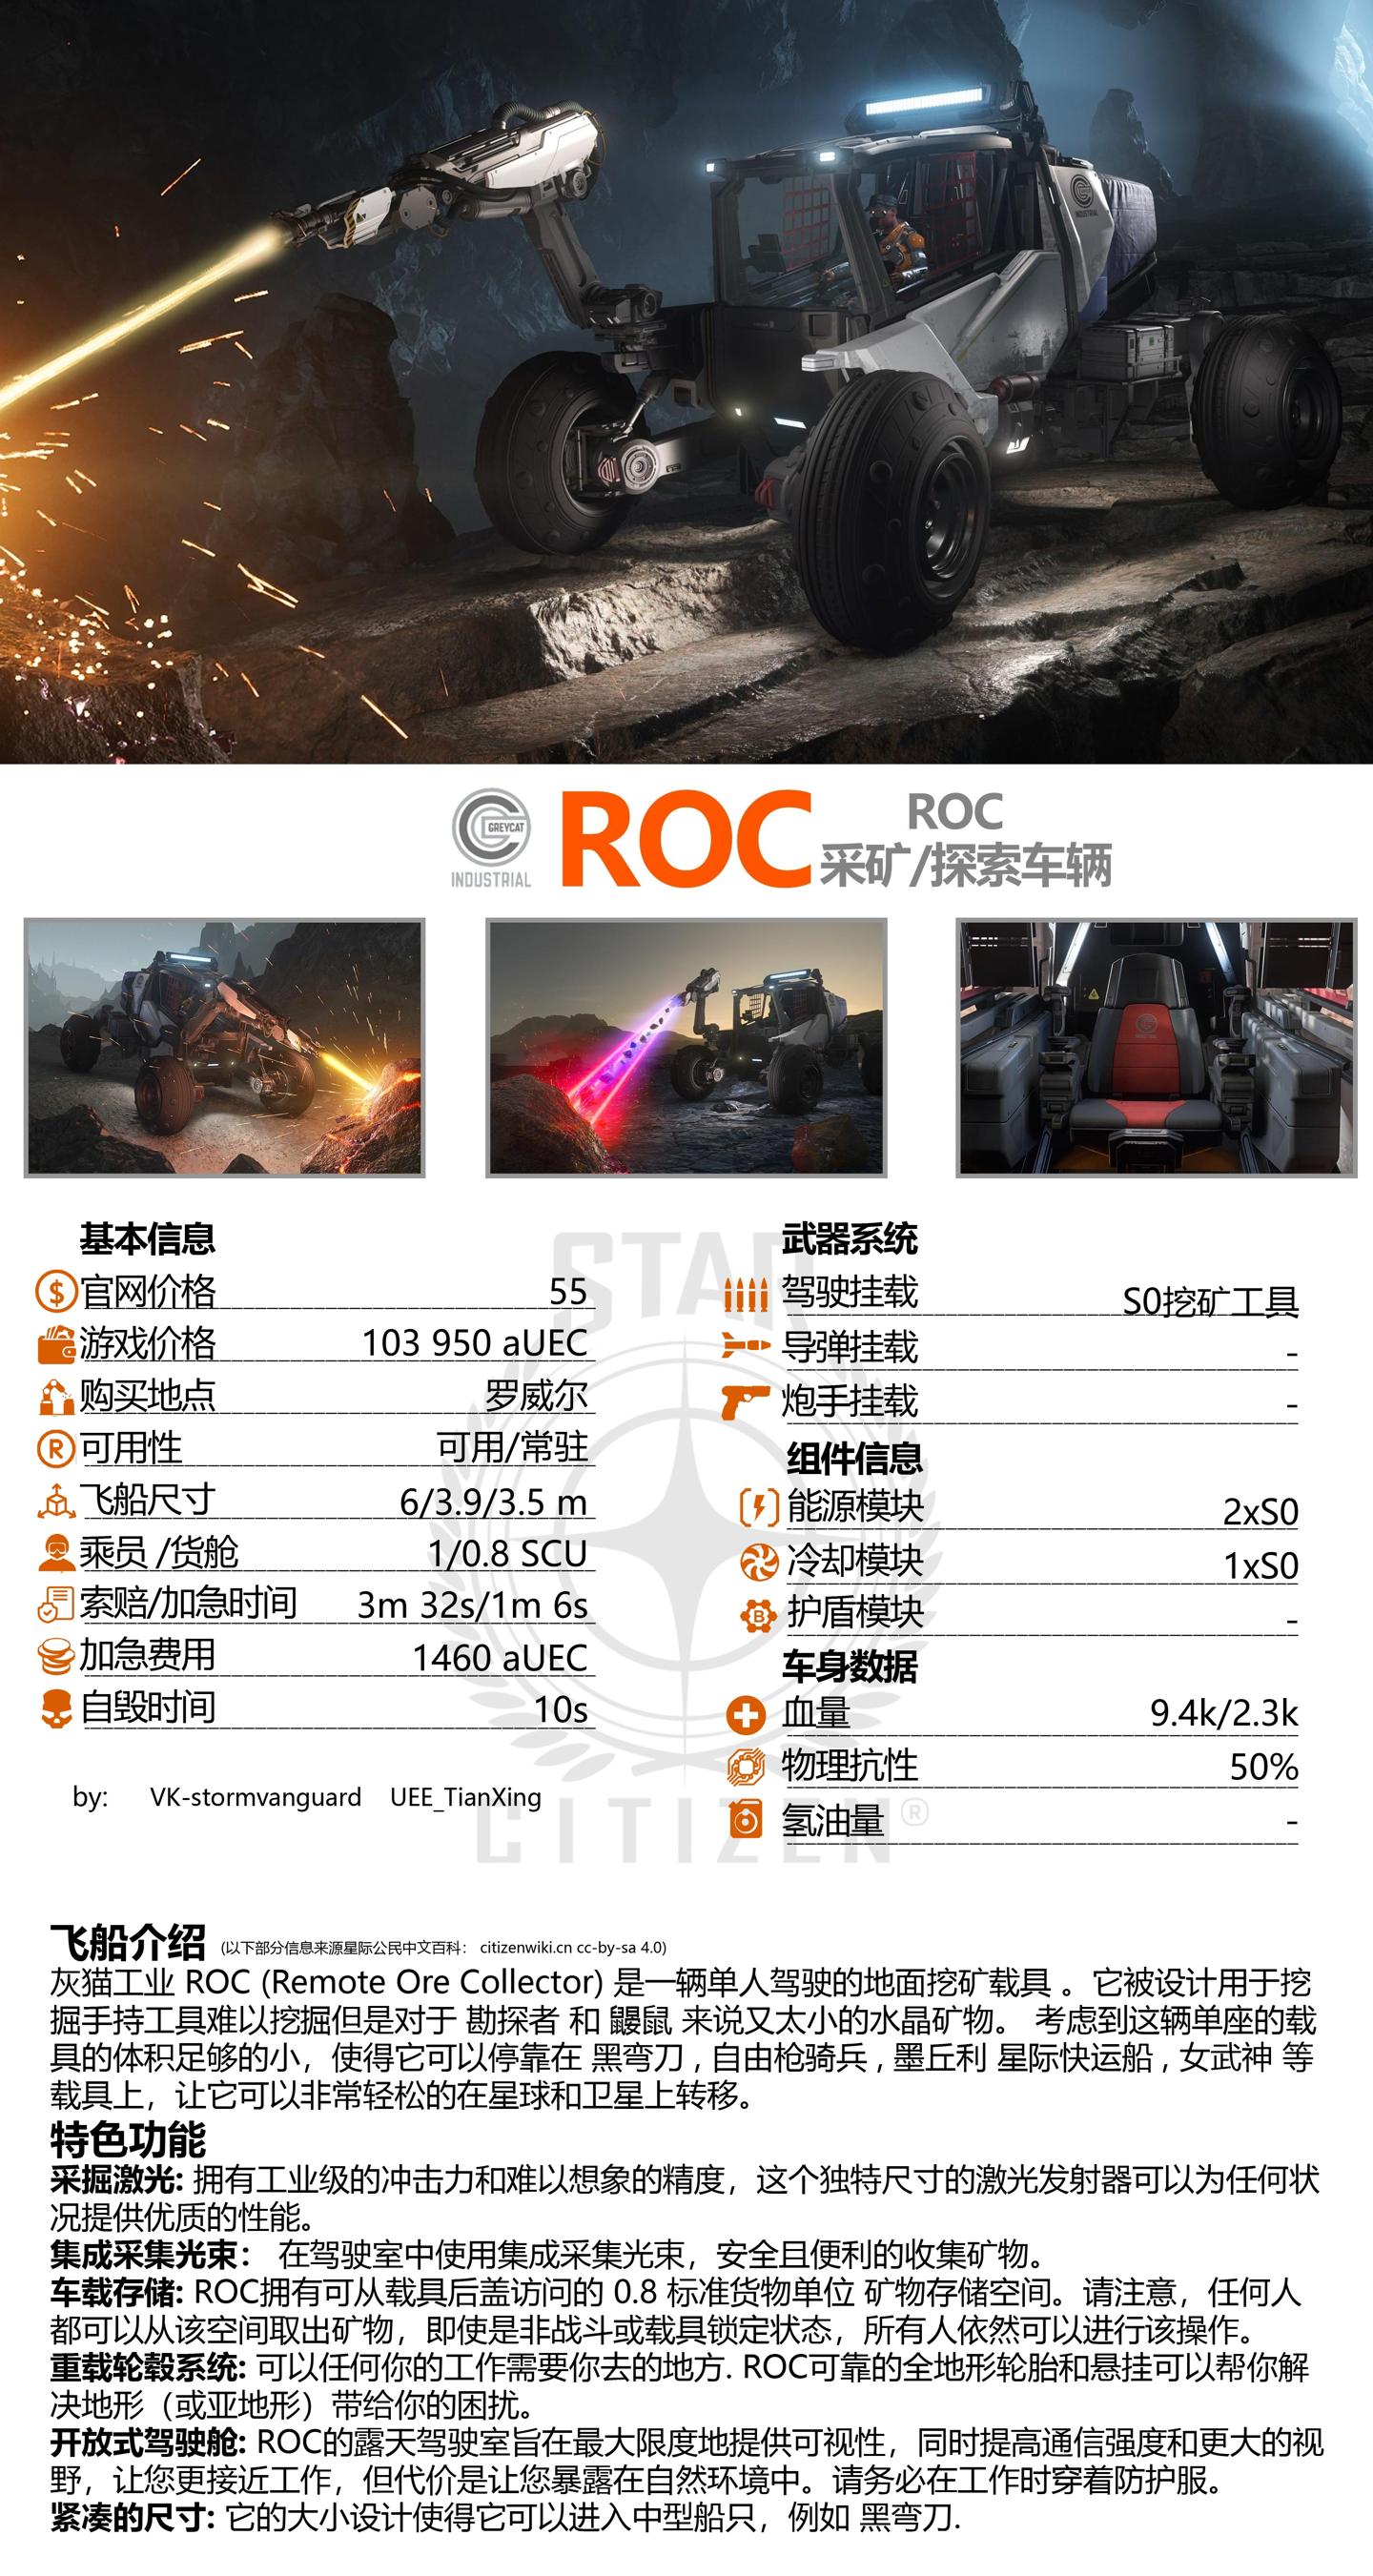 INDUSTRIAL
GREYCAT
INDUSTRIAL
ROC
ROC
采矿/探索车辆
基本信息
官网价格 55
游戏价格 103 950 aUEC
购买地点 罗威尔
可用性 可用/常驻
飞船尺寸 6/3.9/3.5 m
乘员 /货舱 1/0.8 SCU
索赔/加急时间 3m 32s/1m 6s
加急费用 1460 aUEC
自毁时间 10s
by: VK-stormvanguard UEE_TianXing
武器系统
驾驶挂载 S0挖矿工具
导弹挂载 -
炮手挂载 -
组件信息
能源模块 2xS0
冷却模块 1xS0
护盾模块 -
车身数据
血量 9.4k/2.3k
物理抗性 50%
氢油量 -
STAR
CITIZEN®
飞船介绍 (以下部分信息来源星际公民中文百科： citizenwiki.cn cc-by-sa 4.0)
灰猫工业 ROC (Remote Ore Collector) 是一辆单人驾驶的地面挖矿载具 。它被设计用于挖
掘手持工具难以挖掘但是对于 勘探者 和 鼹鼠 来说又太小的水晶矿物。 考虑到这辆单座的载
具的体积足够的小，使得它可以停靠在 黑弯刀 , 自由枪骑兵 , 墨丘利 星际快运船 , 女武神 等
载具上，让它可以非常轻松的在星球和卫星上转移。
特色功能
采掘激光: 拥有工业级的冲击力和难以想象的精度，这个独特尺寸的激光发射器可以为任何状
况提供优质的性能。
集成采集光束： 在驾驶室中使用集成采集光束，安全且便利的收集矿物。
车载存储: ROC拥有可从载具后盖访问的 0.8 标准货物单位 矿物存储空间。请注意，任何人
都可以从该空间取出矿物，即使是非战斗或载具锁定状态，所有人依然可以进行该操作。
重载轮毂系统: 可以任何你的工作需要你去的地方. ROC可靠的全地形轮胎和悬挂可以帮你解
决地形（或亚地形）带给你的困扰。
开放式驾驶舱: ROC的露天驾驶室旨在最大限度地提供可视性，同时提高通信强度和更大的视
野，让您更接近工作，但代价是让您暴露在自然环境中。请务必在工作时穿着防护服。
紧凑的尺寸: 它的大小设计使得它可以进入中型船只，例如 黑弯刀.